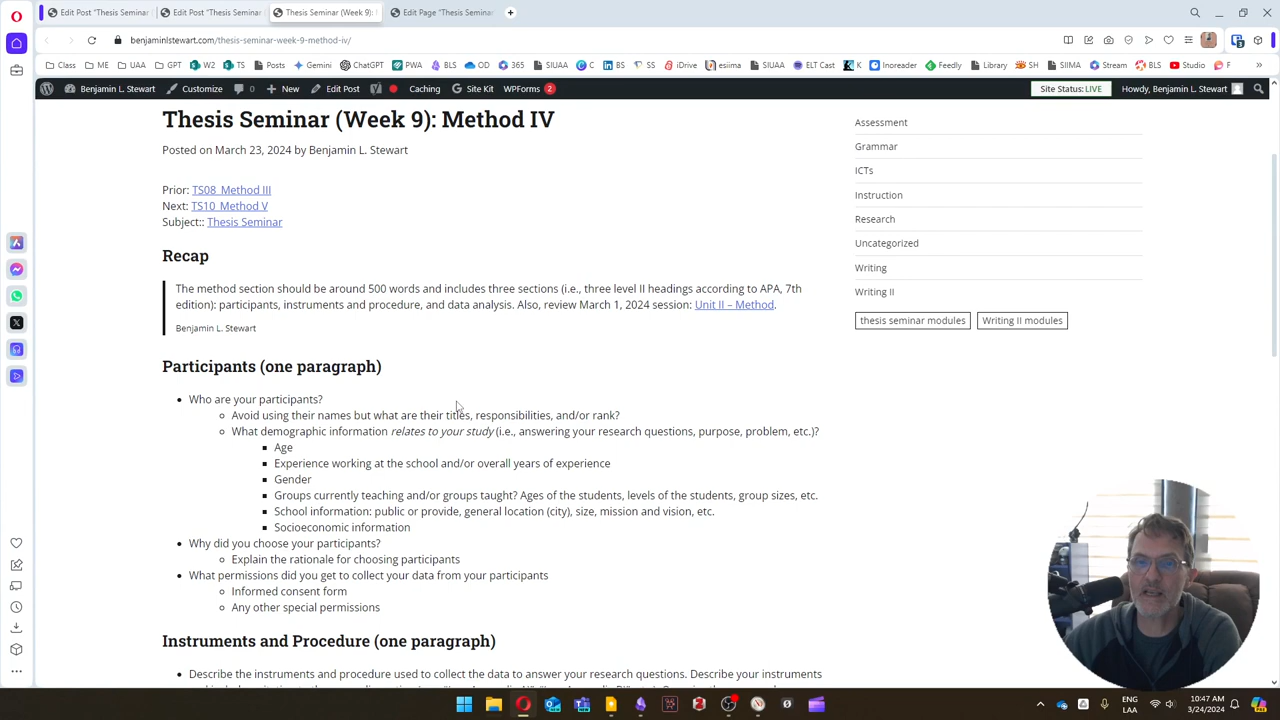 Edit Post "Thesis Seminar
Edit Post "Thesis Seminar
Thesis Seminar (Week 9):
Edit Page "Thesis Semina
benjaminlstewart.com/thesis-seminar-week-9-method-iv/
Class ME UAA GPT W2 TS Posts Gemini ChatGPT PWA BLS OD 365 SIUAA C BS SS iDrive esiima SIUAA ELT Cast K Inoreader Feedly Library SH SIIMA Stream BLS Studio F
Benjamin L. Stewart Customize 0 New Edit Post Caching Site Kit WPForms 2 Site Status: LIVE Howdy, Benjamin L. Stewart
Thesis Seminar (Week 9): Method IV
Posted on March 23, 2024 by Benjamin L. Stewart
Prior: TS08_Method III
Next: TS10_Method V
Subject:: Thesis Seminar
Recap
The method section should be around 500 words and includes three sections (i.e., three level II headings according to APA, 7th
edition): participants, instruments and procedure, and data analysis. Also, review March 1, 2024 session: Unit II – Method.
Benjamin L. Stewart
Participants (one paragraph)
Who are your participants?
Avoid using their names but what are their titles, responsibilities, and/or rank?
What demographic information relates to your study (i.e., answering your research questions, purpose, problem, etc.)?
Age
Experience working at the school and/or overall years of experience
Gender
Groups currently teaching and/or groups taught? Ages of the students, levels of the students, group sizes, etc.
School information: public or provide, general location (city), size, mission and vision, etc.
Socioeconomic information
Why did you choose your participants?
Explain the rationale for choosing participants
What permissions did you get to collect your data from your participants
Informed consent form
Any other special permissions
Instruments and Procedure (one paragraph)
Describe the instruments and procedure used to collect the data to answer your research questions. Describe your instruments
Assessment
Grammar
ICTs
Instruction
Research
Uncategorized
Writing
Writing II
thesis seminar modules
Writing II modules
ENG
LAA
10:47 AM
3/24/2024